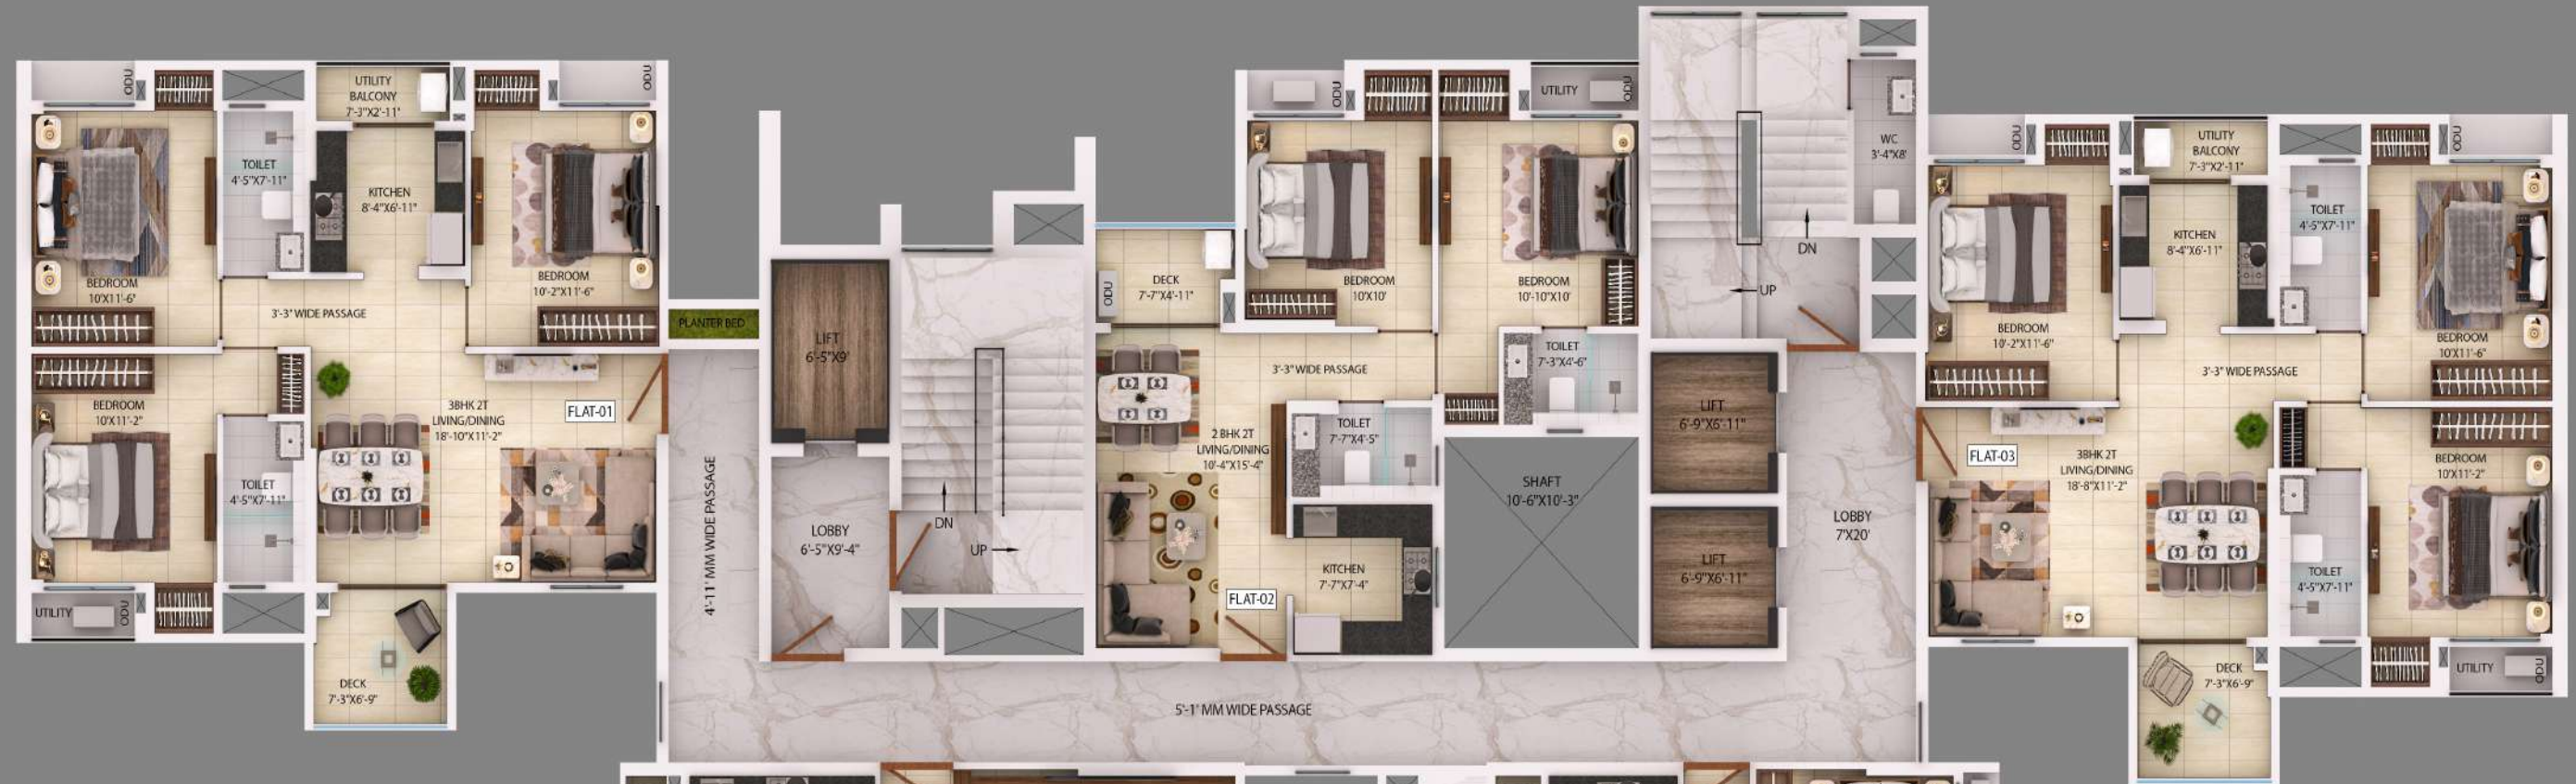 ODU
UTILITY
BALCONY
7'-3"X2'-11"
ODU
TOILET
4'-5"X7'-11"
KITCHEN
8'-4"X6'-11"
BEDROOM
10'X11'-6"
BEDROOM
10'-2"X11'-6"
3'-3" WIDE PASSAGE
BEDROOM
10'X11'-2"
3BHK 2T
LIVING/DINING
18'-10"X11'-2"
FLAT-01
TOILET
4'-5"X7'-11"
UTILITY
ODU
DECK
7'-3"X6'-9"
PLANTER BED
4'-11' MM WIDE PASSAGE
LIFT
6'-5"X9'
LOBBY
6'-5"X9'-4"
DN
UP
ODU
DECK
7'-7"X4'-11"
ODU
UTILITY
ODU
BEDROOM
10'X10'
BEDROOM
10'-10"X10'
3'-3" WIDE PASSAGE
TOILET
7'-3"X4'-6"
TOILET
7'-7"X4'-5"
2 BHK 2T
LIVING/DINING
10'-4"X15'-4"
KITCHEN
7'-7"X7'-4"
FLAT-02
SHAFT
10'-6"X10'-3"
5'-1' MM WIDE PASSAGE
WC
3'-4"X8'
DN
UP
LIFT
6'-9"X6'-11"
LIFT
6'-9"X6'-11"
LOBBY
7'X20'
ODU
UTILITY
BALCONY
7'-3"X2'-11"
ODU
KITCHEN
8'-4"X6'-11"
TOILET
4'-5"X7'-11"
BEDROOM
10'-2"X11'-6"
BEDROOM
10'X11'-6"
3'-3" WIDE PASSAGE
FLAT-03
3BHK 2T
LIVING/DINING
18'-8"X11'-2"
BEDROOM
10'X11'-2"
TOILET
4'-5"X7'-11"
DECK
7'-3"X6'-9"
UTILITY
ODU